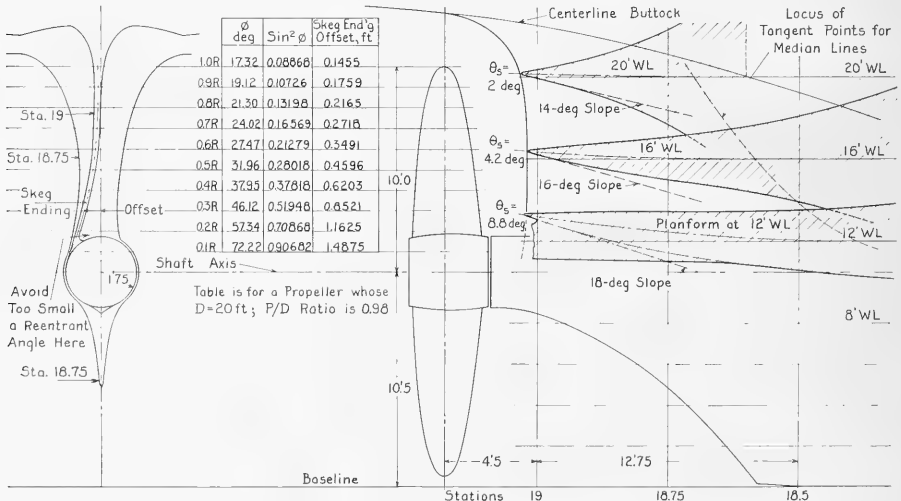 Centerline Buttock
Locus of
Tangent Points for
Median Lines
ø
deg
Sin² ø
Skeg End'g
Offset, ft
1.0R 17.32 0.08868 0.1455
0.9R 19.12 0.10726 0.1759
0.8R 21.30 0.13198 0.2165
0.7R 24.02 0.16569 0.2718
0.6R 27.47 0.21279 0.3491
0.5R 31.96 0.28018 0.4596
0.4R 37.95 0.37818 0.6203
0.3R 46.12 0.51948 0.8521
0.2R 57.34 0.70868 1.1625
0.1R 72.22 0.90682 1.4875
Sta. 19
Sta. 18.75
Skeg
Ending
Offset
1.'75
Avoid
Too Small
a Reentrant
Angle Here
Sta. 18.75
Shaft Axis
Table is for a Propeller whose
D=20 ft; P/D Ratio is 0.98
10.'0
10.'5
θs=
2 deg
20' WL
20' WL
14-deg Slope
θs=
4.2 deg
16' WL
16' WL
16-deg Slope
θs=
8.8 deg
Planform at 12' WL
12' WL
18-deg Slope
8' WL
4.'5
12.'75
Baseline
Stations
19
18.75
18.5